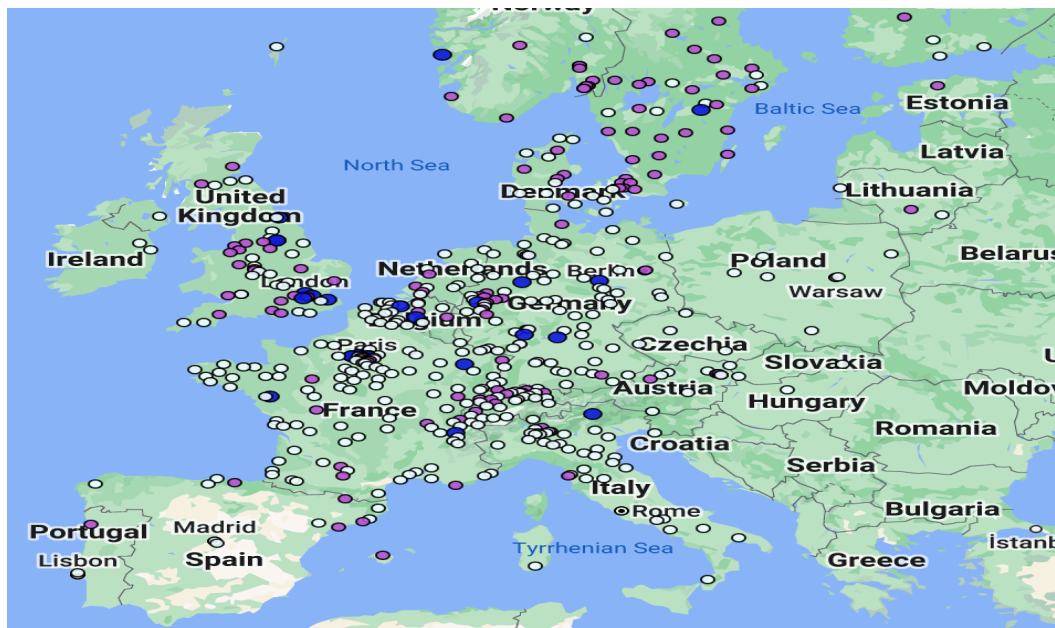 Norway
Estonia
Baltic Sea
Latvia
North Sea
Denmark
Lithuania
United
Kingdom
Ireland
Netherlands
Berlin
Poland
Belarus
London
Warsaw
Germany
Belgium
Paris
Czechia
Slovakia
Austria
Moldov
Hungary
France
Romania
Croatia
Serbia
Italy
Rome
Bulgaria
Portugal
Madrid
Lisbon
Spain
Tyrrhenian Sea
Greece
İstanb